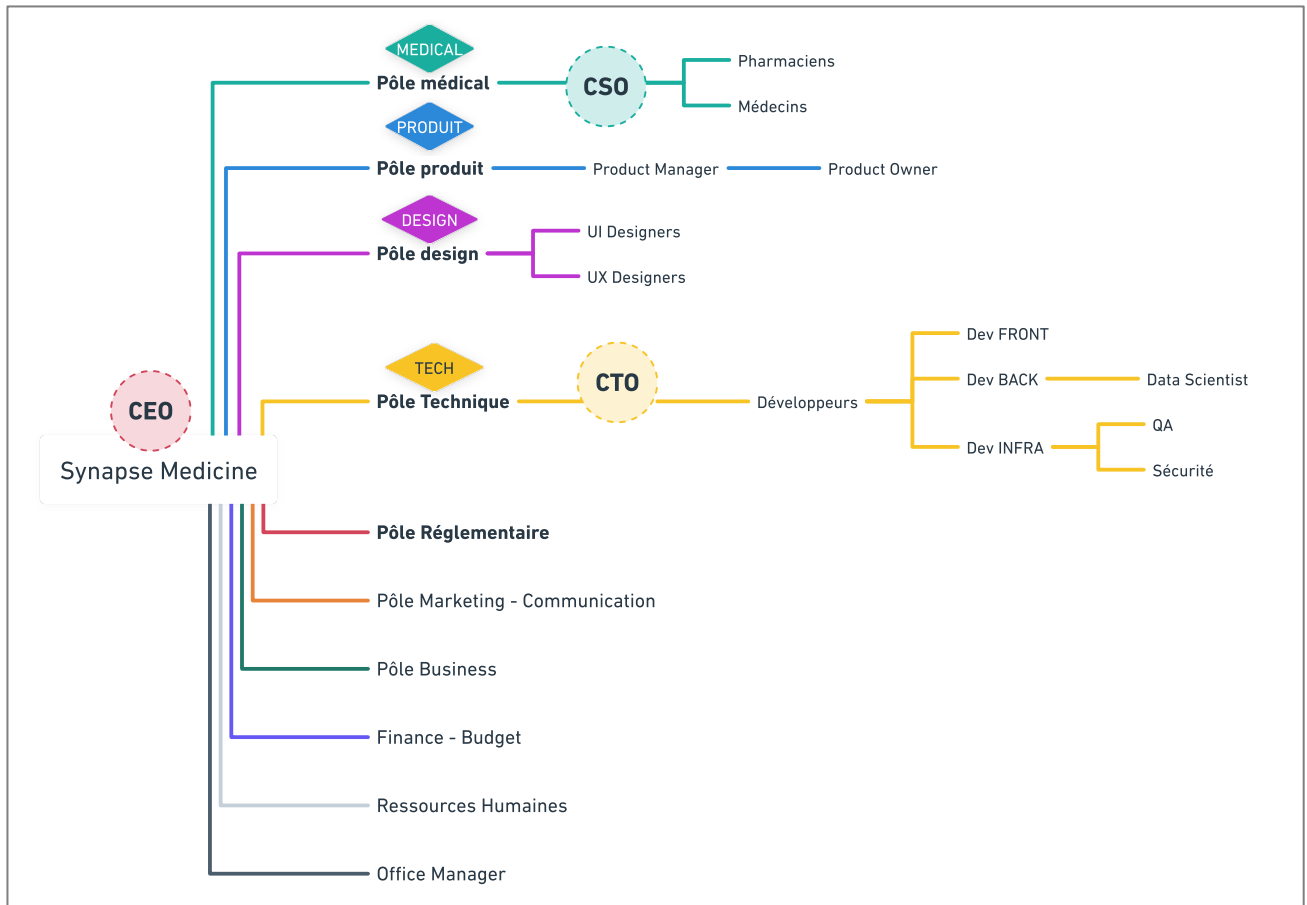 MEDICAL
Pôle médical
CSO
Pharmaciens
Médecins
PRODUIT
Pôle produit
Product Manager
Product Owner
DESIGN
Pôle design
UI Designers
UX Designers
TECH
Pôle Technique
CTO
Développeurs
Dev FRONT
Dev BACK
Data Scientist
Dev INFRA
QA
Sécurité
CEO
Synapse Medicine
Pôle Réglementaire
Pôle Marketing - Communication
Pôle Business
Finance - Budget
Ressources Humaines
Office Manager